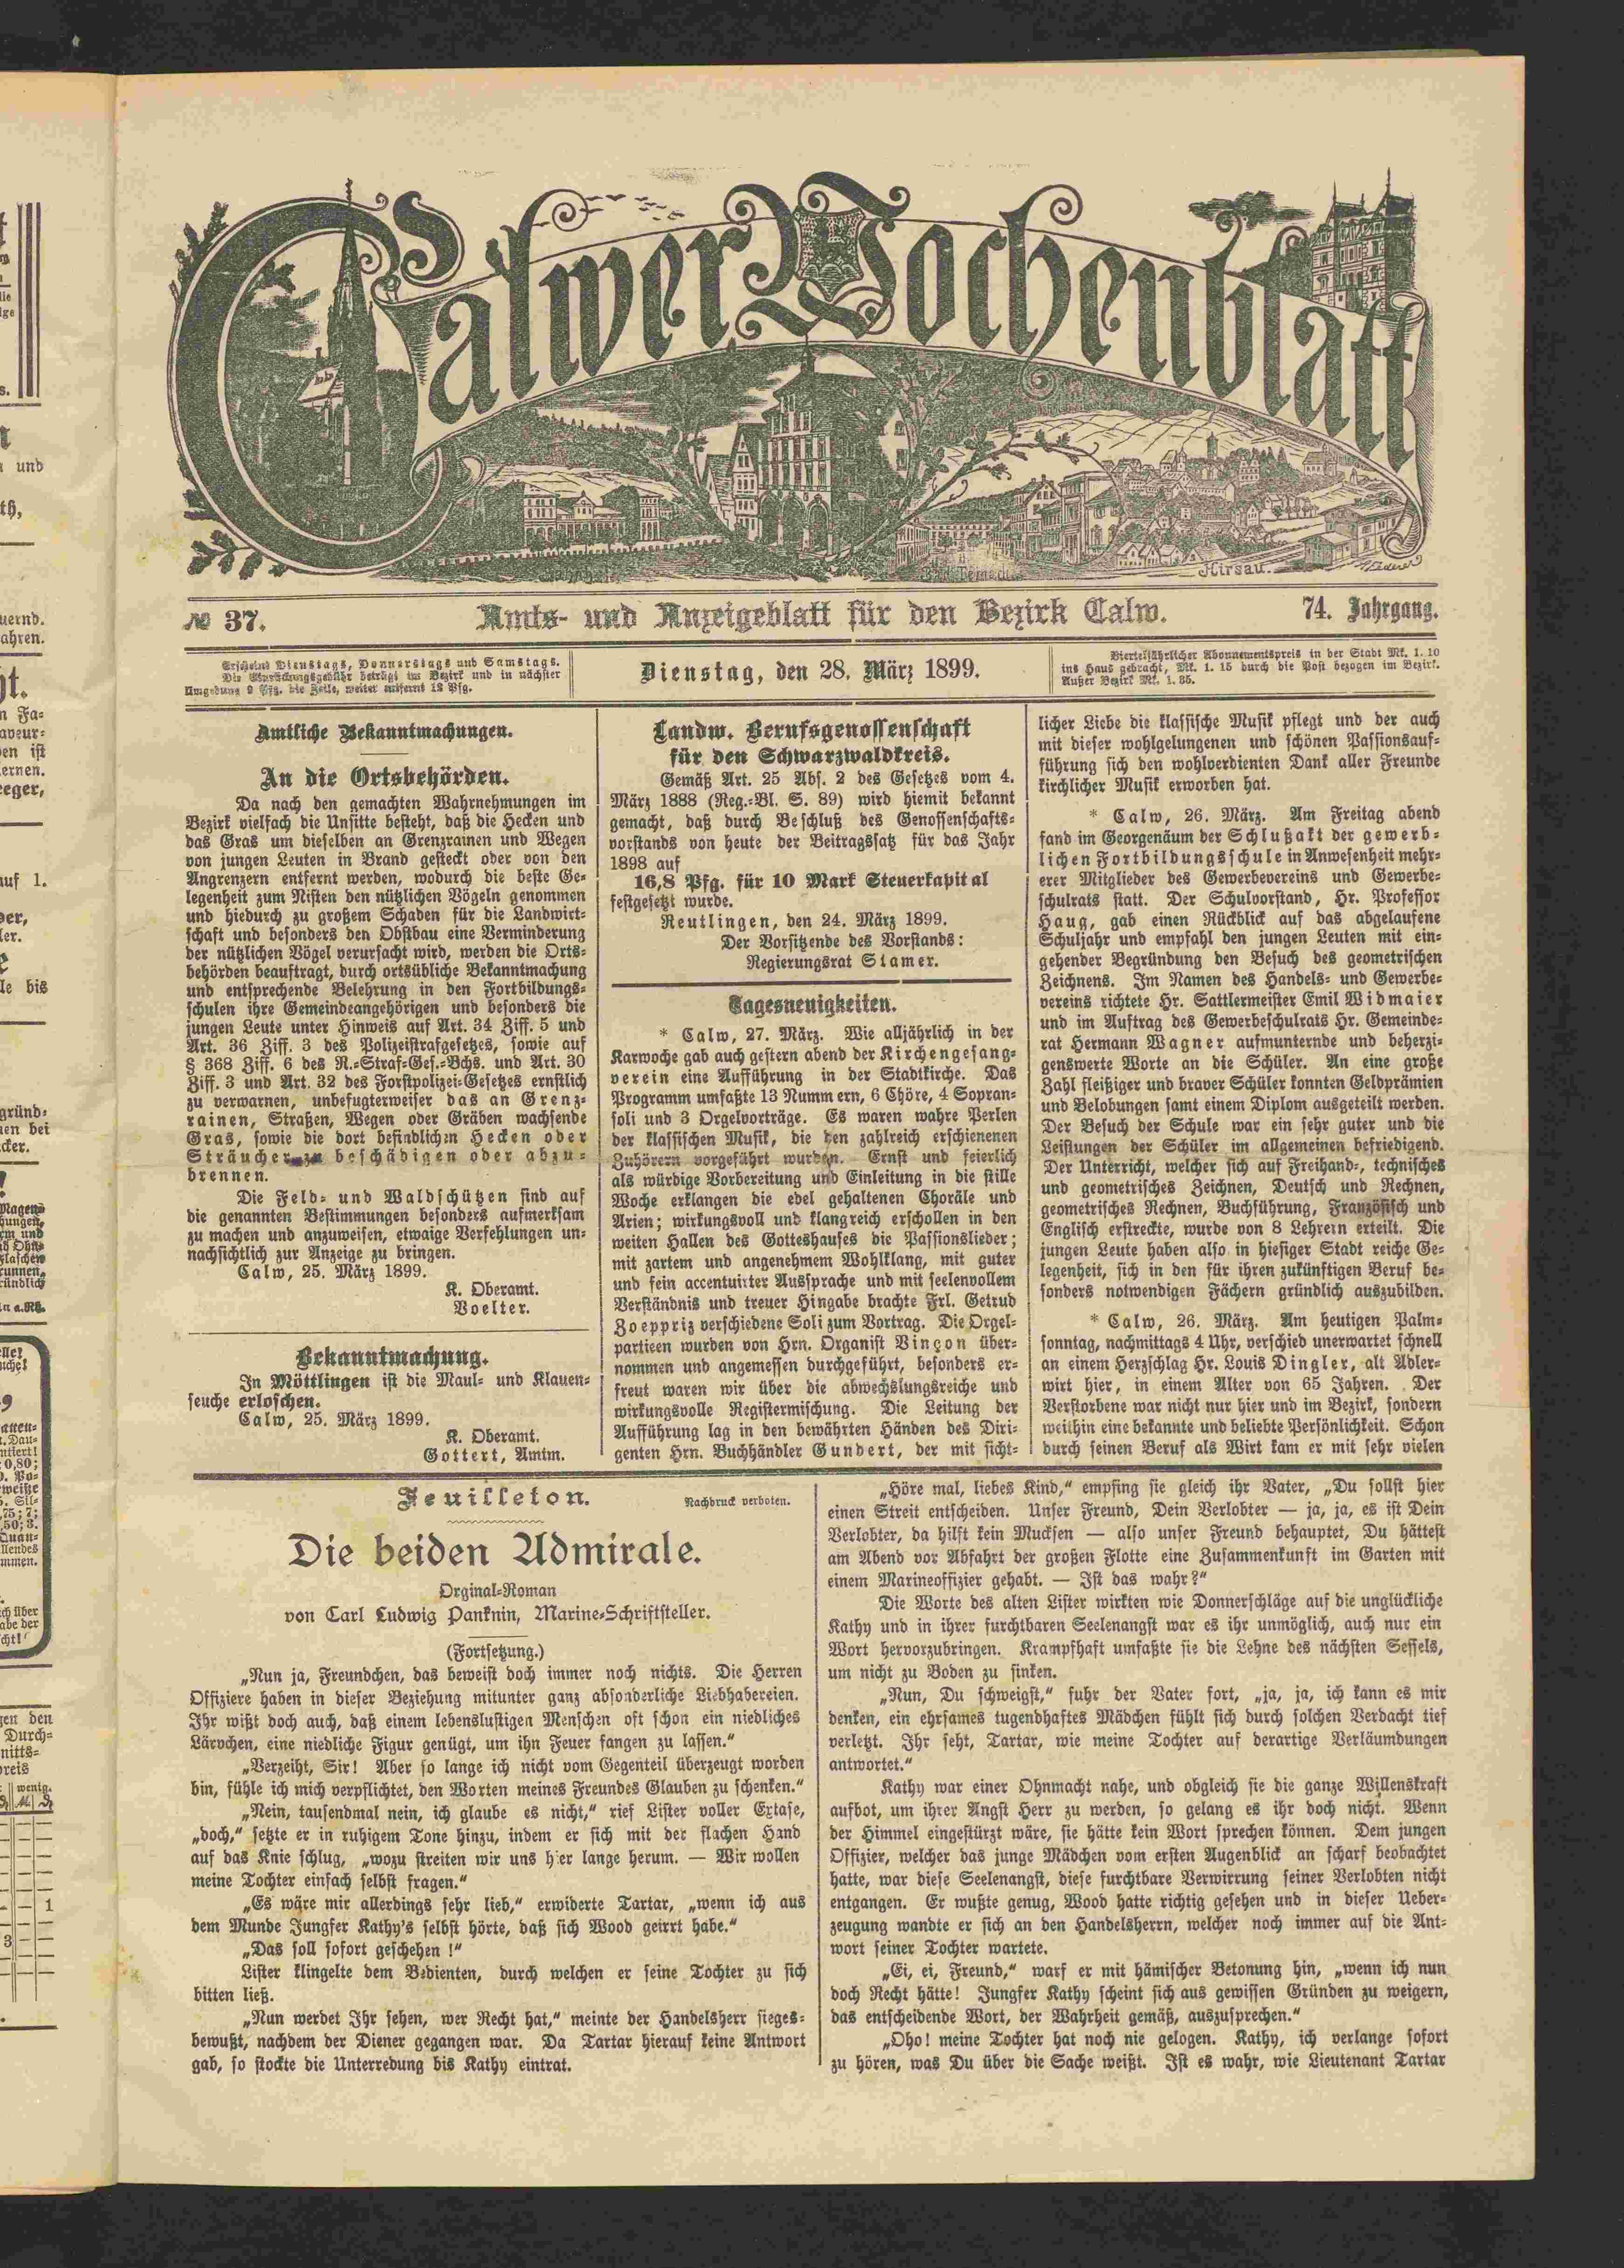 Calwer Wochenblatt
Bahnhof.
Hirsau.
№ 37.
Amts- und Anzeigeblatt für den Bezirk Calw.
74. Jahrgang.
Erscheint Dienstags, Donnerstags und Samstags.
Die Einrückungsgebühr beträgt im Bezirk und in nächster
Umgebung 9 Pfg. die Zeile, weiter entfernt 12 Pfg.
Dienstag, den 28. März 1899.
Vierteljährlicher Abonnementspreis in der Stadt Mk. 1. 10
ins Haus gebracht, Mk. 1. 15 durch die Post bezogen im Bezirk.
Außer Bezirk Mk. 1. 35.
Amtliche Bekanntmachungen.
An die Ortsbehörden.
Da nach den gemachten Wahrnehmungen im
Bezirk vielfach die Unsitte besteht, daß die Hecken und
das Gras um dieselben an Grenzrainen und Wegen
von jungen Leuten in Brand gesteckt oder von den
Angrenzern entfernt werden, wodurch die beste Ge-
legenheit zum Nisten den nützlichen Vögeln genommen
und hiedurch zu großem Schaden für die Landwirt-
schaft und besonders den Obstbau eine Verminderung
der nützlichen Vögel verursacht wird, werden die Orts-
behörden beauftragt, durch ortsübliche Bekanntmachung
und entsprechende Belehrung in den Fortbildungs-
schulen ihre Gemeindeangehörigen und besonders die
jungen Leute unter Hinweis auf Art. 34 Ziff. 5 und
Art. 36 Ziff. 3 des Polizeistrafgesetzes, sowie auf
§ 368 Ziff. 6 des R.-Straf-Ges.-Bchs. und Art. 30
Ziff. 3 und Art. 32 des Forstpolizei-Gesetzes ernstlich
zu verwarnen, unbefugterweiser das an Grenz-
rainen, Straßen, Wegen oder Gräben wachsende
Gras, sowie die dort befindlichen Hecken oder
Sträucher zu beschädigen oder abzu-
brennen.
Die Feld- und Waldschützen sind auf
die genannten Bestimmungen besonders aufmerksam
zu machen und anzuweisen, etwaige Verfehlungen un-
nachsichtlich zur Anzeige zu bringen.
Calw, 25. März 1899.
K. Oberamt.
Voelter.
Bekanntmachung.
In Möttlingen ist die Maul- und Klauen-
seuche erloschen.
Calw, 25. März 1899.
K. Oberamt.
Gottert, Amtm.
Landw. Berufsgenossenschaft
für den Schwarzwaldkreis.
Gemäß Art. 25 Abs. 2 des Gesetzes vom 4.
März 1888 (Reg.-Bl. S. 89) wird hiemit bekannt
gemacht, daß durch Beschluß des Genossenschafts-
vorstands von heute der Beitragssatz für das Jahr
1898 auf
16,8 Pfg. für 10 Mark Steuerkapital
festgesetzt wurde.
Reutlingen, den 24. März 1899.
Der Vorsitzende des Vorstands:
Regierungsrat Stamer.
Tagesneuigkeiten.
* Calw, 27. März. Wie alljährlich in der
Karwoche gab auch gestern abend der Kirchengesang-
verein eine Aufführung in der Stadtkirche. Das
Programm umfaßte 13 Nummern, 6 Chöre, 4 Sopran-
soli und 3 Orgelvorträge. Es waren wahre Perlen
der klassischen Musik, die den zahlreich erschienenen
Zuhörern vorgeführt wurden. Ernst und feierlich
als würdige Vorbereitung und Einleitung in die stille
Woche erklangen die edel gehaltenen Choräle und
Arien; wirkungsvoll und klangreich erschollen in den
weiten Hallen des Gotteshauses die Passionslieder;
mit zartem und angenehmem Wohlklang, mit guter
und fein accentuirter Aussprache und mit seelenvollem
Verständnis und treuer Hingabe brachte Frl. Getrud
Zoeppriz verschiedene Soli zum Vortrag. Die Orgel-
partieen wurden von Hrn. Organist Vinçon über-
nommen und angemessen durchgeführt, besonders er-
freut waren wir über die abwechslungsreiche und
wirkungsvolle Registermischung. Die Leitung der
Aufführung lag in den bewährten Händen des Diri-
genten Hrn. Buchhändler Gundert, der mit sicht-
licher Liebe die klassische Musik pflegt und der auch
mit dieser wohlgelungenen und schönen Passionsauf-
führung sich den wohlverdienten Dank aller Freunde
kirchlicher Musik erworben hat.
* Calw, 26. März. Am Freitag abend
fand im Georgenäum der Schlußakt der gewerb-
lichen Fortbildungsschule in Anwesenheit mehr-
erer Mitglieder des Gewerbevereins und Gewerbe-
schulrats statt. Der Schulvorstand, Hr. Professor
Haug, gab einen Rückblick auf das abgelaufene
Schuljahr und empfahl den jungen Leuten mit ein-
gehender Begründung den Besuch des geometrischen
Zeichnens. Im Namen des Handels- und Gewerbe-
vereins richtete Hr. Sattlermeister Emil Widmaier
und im Auftrag des Gewerbeschulrats Hr. Gemeinde-
rat Hermann Wagner aufmunternde und beherzi-
genswerte Worte an die Schüler. An eine große
Zahl fleißiger und braver Schüler konnten Geldprämien
und Belobungen samt einem Diplom ausgeteilt werden.
Der Besuch der Schule war ein sehr guter und die
Leistungen der Schüler im allgemeinen befriedigend.
Der Unterricht, welcher sich auf Freihand-, technisches
und geometrisches Zeichnen, Deutsch und Rechnen,
geometrisches Rechnen, Buchführung, Französisch und
Englisch erstreckte, wurde von 8 Lehrern erteilt. Die
jungen Leute haben also in hiesiger Stadt reiche Ge-
legenheit, sich in den für ihren zukünftigen Beruf be-
sonders notwendigen Fächern gründlich auszubilden.
* Calw, 26. März. Am heutigen Palm-
sonntag, nachmittags 4 Uhr, verschied unerwartet schnell
an einem Herzschlag Hr. Louis Dingler, alt Adler-
wirt hier, in einem Alter von 65 Jahren. Der
Verstorbene war nicht nur hier und im Bezirk, sondern
weithin eine bekannte und beliebte Persönlichkeit. Schon
durch seinen Beruf als Wirt kam er mit sehr vielen
Feuilleton.
Nachdruck verboten.
Die beiden Admirale.
Orginal-Roman
von Carl Ludwig Panknin, Marine-Schriftsteller.
(Fortsetzung.)
„Nun ja, Freundchen, das beweist doch immer noch nichts. Die Herren
Offiziere haben in dieser Beziehung mitunter ganz absonderliche Liebhabereien.
Ihr wißt doch auch, daß einem lebenslustigen Menschen oft schon ein niedliches
Lärvchen, eine niedliche Figur genügt, um ihn Feuer fangen zu lassen.“
„Verzeiht, Sir! Aber so lange ich nicht vom Gegenteil überzeugt worden
bin, fühle ich mich verpflichtet, den Worten meines Freundes Glauben zu schenken.“
„Nein, tausendmal nein, ich glaube es nicht,“ rief Lister voller Extase,
„doch,“ setzte er in ruhigem Tone hinzu, indem er sich mit der flachen Hand
auf das Knie schlug, „wozu streiten wir uns hier lange herum. — Wir wollen
meine Tochter einfach selbst fragen.“
„Es wäre mir allerdings sehr lieb,“ erwiderte Tartar, „wenn ich aus
dem Munde Jungfer Kathy's selbst hörte, daß sich Wood geirrt habe.“
„Das soll sofort geschehen!“
Lister klingelte dem Bedienten, durch welchen er seine Tochter zu sich
bitten ließ.
„Nun werdet Ihr sehen, wer Recht hat,“ meinte der Handelsherr sieges-
bewußt, nachdem der Diener gegangen war. Da Tartar hierauf keine Antwort
gab, so stockte die Unterredung bis Kathy eintrat.
„Höre mal, liebes Kind,“ empfing sie gleich ihr Vater, „Du sollst hier
einen Streit entscheiden. Unser Freund, Dein Verlobter — ja, ja, es ist Dein
Verlobter, da hilft kein Mucksen — also unser Freund behauptet, Du hättest
am Abend vor Abfahrt der großen Flotte eine Zusammenkunft im Garten mit
einem Marineoffizier gehabt. — Ist das wahr?“
Die Worte des alten Lister wirkten wie Donnerschläge auf die unglückliche
Kathy und in ihrer furchtbaren Seelenangst war es ihr unmöglich, auch nur ein
Wort hervorzubringen. Krampfhaft umfaßte sie die Lehne des nächsten Sessels,
um nicht zu Boden zu sinken.
„Nun, Du schweigst,“ fuhr der Vater fort, „ja, ja, ich kann es mir
denken, ein ehrsames tugendhaftes Mädchen fühlt sich durch solchen Verdacht tief
verletzt. Ihr seht, Tartar, wie meine Tochter auf derartige Verläumdungen
antwortet.“
Kathy war einer Ohnmacht nahe, und obgleich sie die ganze Willenskraft
aufbot, um ihrer Angst Herr zu werden, so gelang es ihr doch nicht. Wenn
der Himmel eingestürzt wäre, sie hätte kein Wort sprechen können. Dem jungen
Offizier, welcher das junge Mädchen vom ersten Augenblick an scharf beobachtet
hatte, war diese Seelenangst, diese furchtbare Verwirrung seiner Verlobten nicht
entgangen. Er wußte genug, Wood hatte richtig gesehen und in dieser Ueber-
zeugung wandte er sich an den Handelsherrn, welcher noch immer auf die Ant-
wort seiner Tochter wartete.
„Ei, ei, Freund,“ warf er mit hämischer Betonung hin, „wenn ich nun
doch Recht hätte! Jungfer Kathy scheint sich aus gewissen Gründen zu weigern,
das entscheidende Wort, der Wahrheit gemäß, auszusprechen.“
„Oho! meine Tochter hat noch nie gelogen. Kathy, ich verlange sofort
zu hören, was Du über die Sache weißt. Ist es wahr, wie Lieutenant Tartar